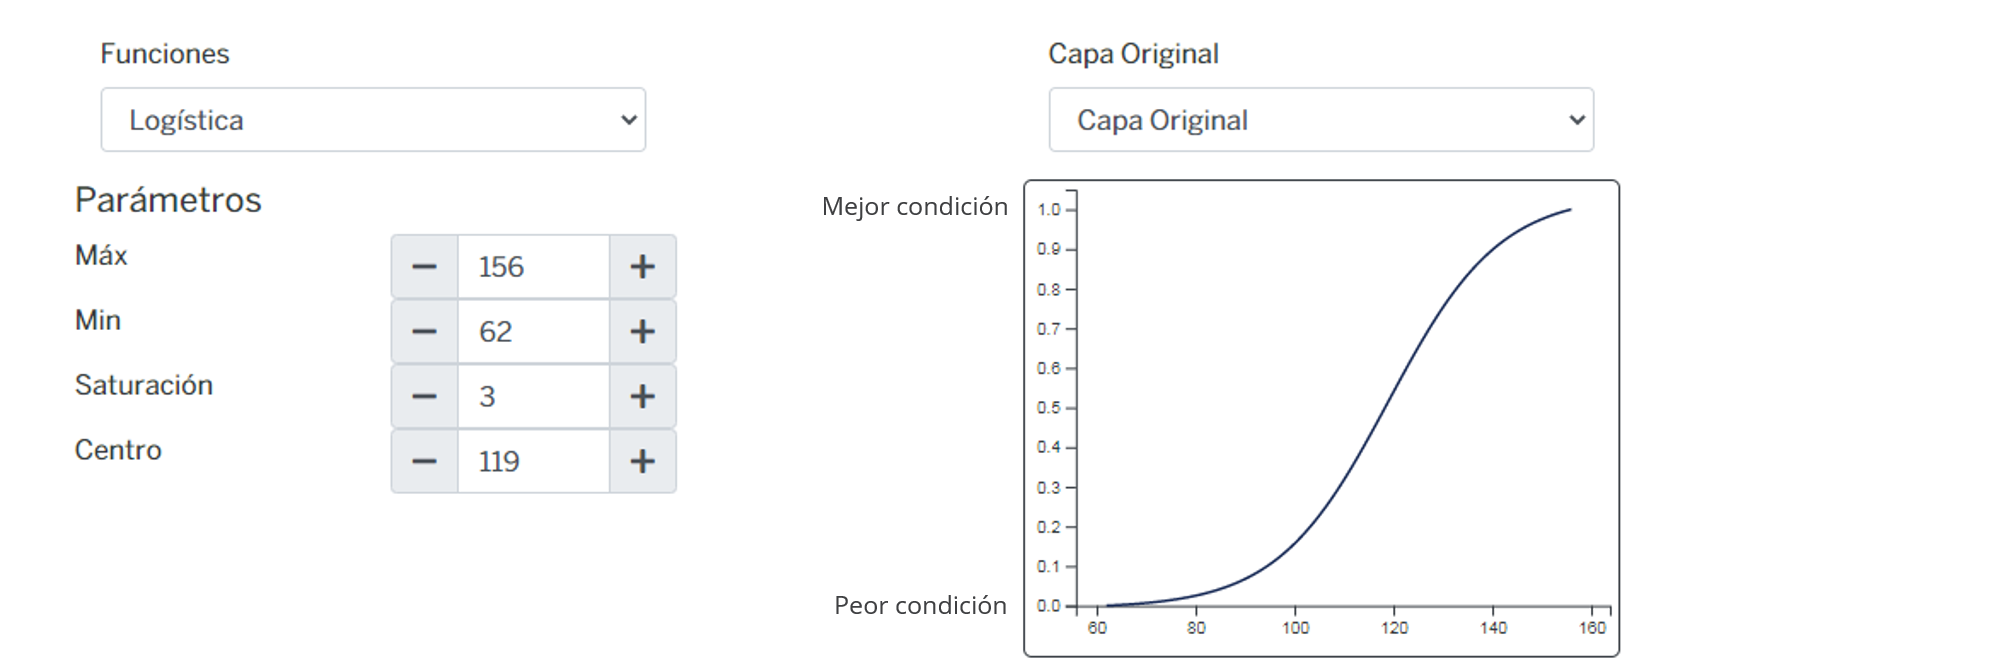 Funciones
Logística
Parámetros
Máx
− 156 +
Min
− 62 +
Saturación
− 3 +
Centro
− 119 +
Capa Original
Capa Original
Mejor condición
Peor condición
1.0
0.9
0.8
0.7
0.6
0.5
0.4
0.3
0.2
0.1
0.0
60 80 100 120 140 160